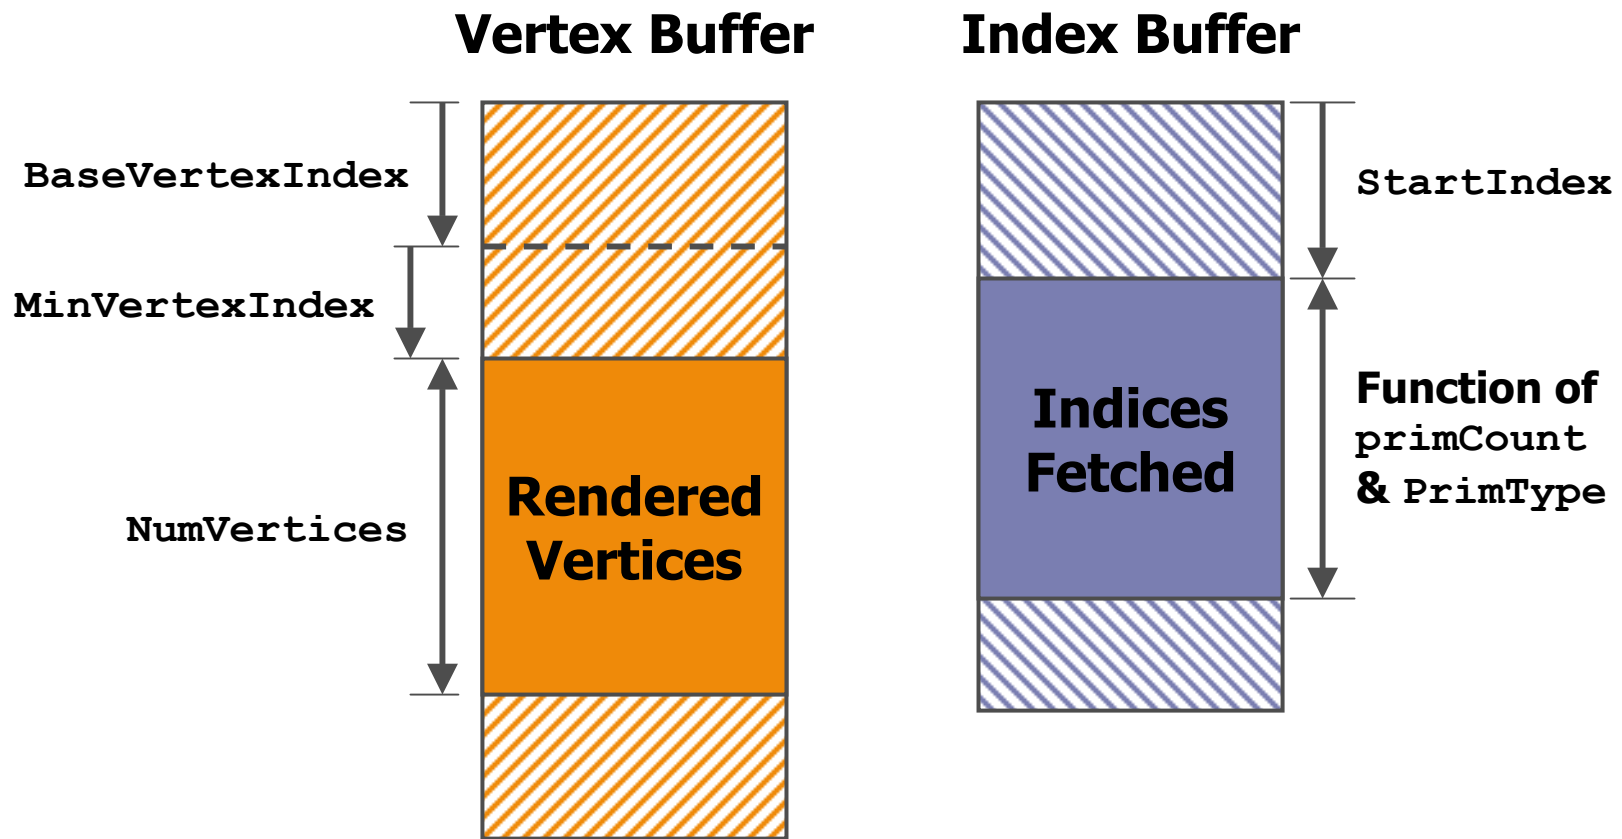 Vertex Buffer
Index Buffer
BaseVertexIndex
MinVertexIndex
NumVertices
Rendered
Vertices
StartIndex
Indices
Fetched
Function of
primCount
& PrimType